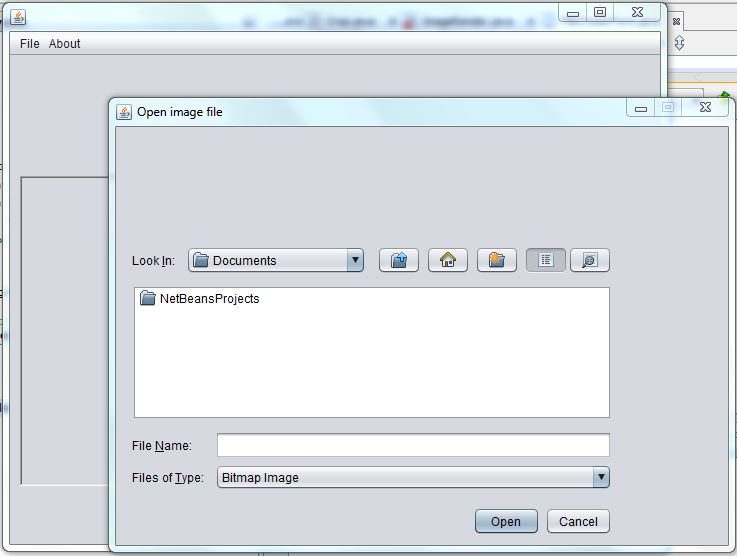 File About
Open image file
Look In: Documents
NetBeansProjects
File Name:
Files of Type: Bitmap Image
Open Cancel